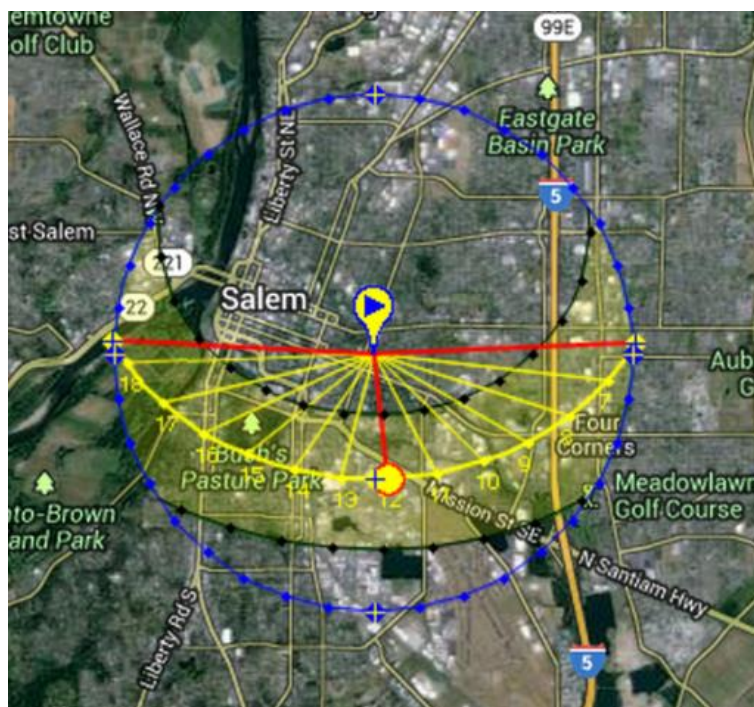 emtowne
olf Club
99E
Eastgate
Basin Park
5
Wallace Rd NW
Liberty St NE
st Salem
221
22
Salem
Aub
G
18
17
16
15
14
13
12
10
9
8
7
Bush's
Pasture Park
Four
Corners
Meadowlawn
Golf Course
Mission St SE
nto-Brown
and Park
N Santiam Hwy
Liberty Rd S
5